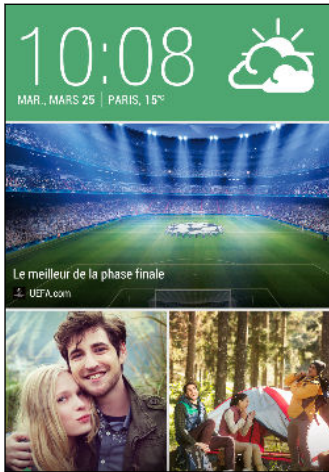 10:08
MAR., MARS 25 | PARIS, 15°C
Le meilleur de la phase finale
UEFA.com